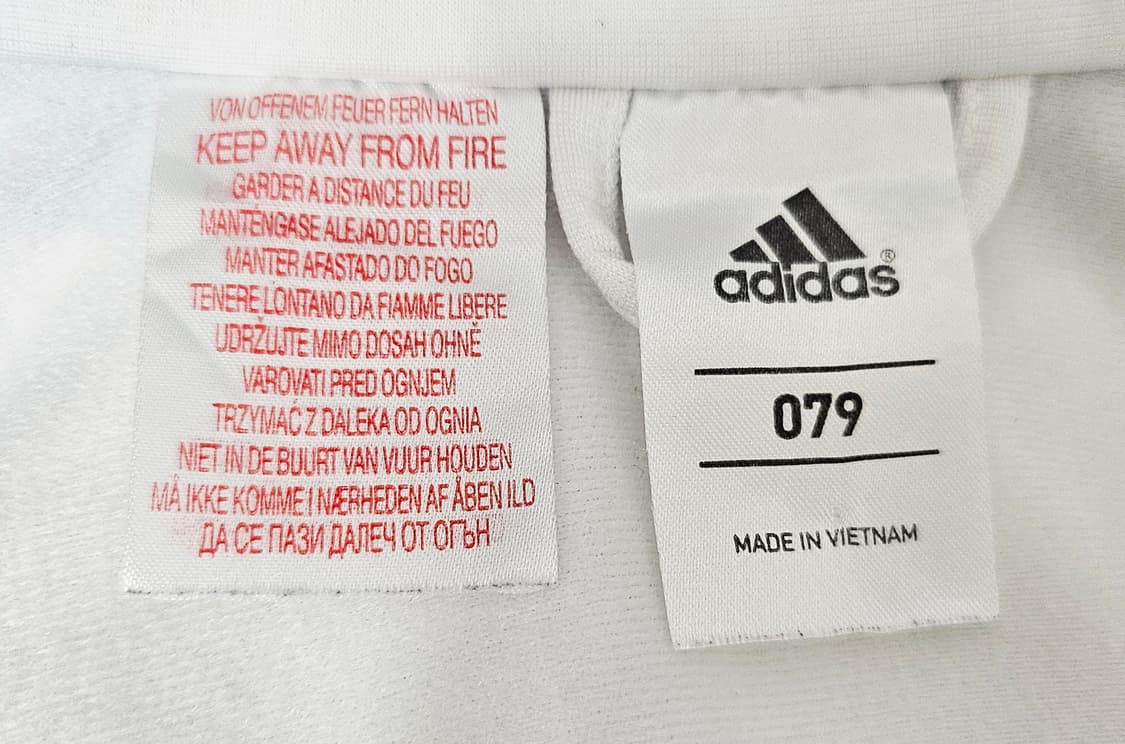 VON OFFENEM FEUER FERN HALTEN
KEEP AWAY FROM FIRE
GARDER A DISTANCE DU FEU
MANTÉNGASE ALEJADO DEL FUEGO
MANTER AFASTADO DO FOGO
TENERE LONTANO DA FIAMME LIBERE
UDRŽUJTE MIMO DOSAH OHNĚ
VAROVATI PRED OGNJEM
TRZYMAĆ Z DALEKA OD OGNIA
NIET IN DE BUURT VAN VUUR HOUDEN
MÅ IKKE KOMME I NÆRHEDEN AF ÅBEN ILD
ДА СЕ ПАЗИ ДАЛЕЧ ОТ ОГЪН
adidas®
079
MADE IN VIETNAM